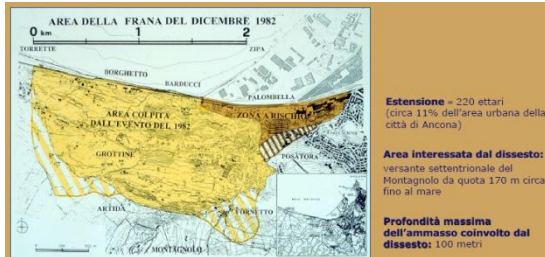 AREA DELLA FRANA DEL DICEMBRE 1982
0 km 1 2
TORRETTE
ZIPA
BORGHETTO
BARDUCCI
PALOMBELLA
AREA COLPITA
DALL'EVENTO DEL 1982
ZONA A RISCHIO
GROTTINE
POSATORA
ARTIDA
TORNETTO
MONTAGNOLO
Estensione = 220 ettari
(circa 11% dell'area urbana della
città di Ancona)
Area interessata dal dissesto:
versante settentrionale del
Montagnolo da quota 170 m circa
fino al mare
Profondità massima
dell'ammasso coinvolto dal
dissesto: 100 metri